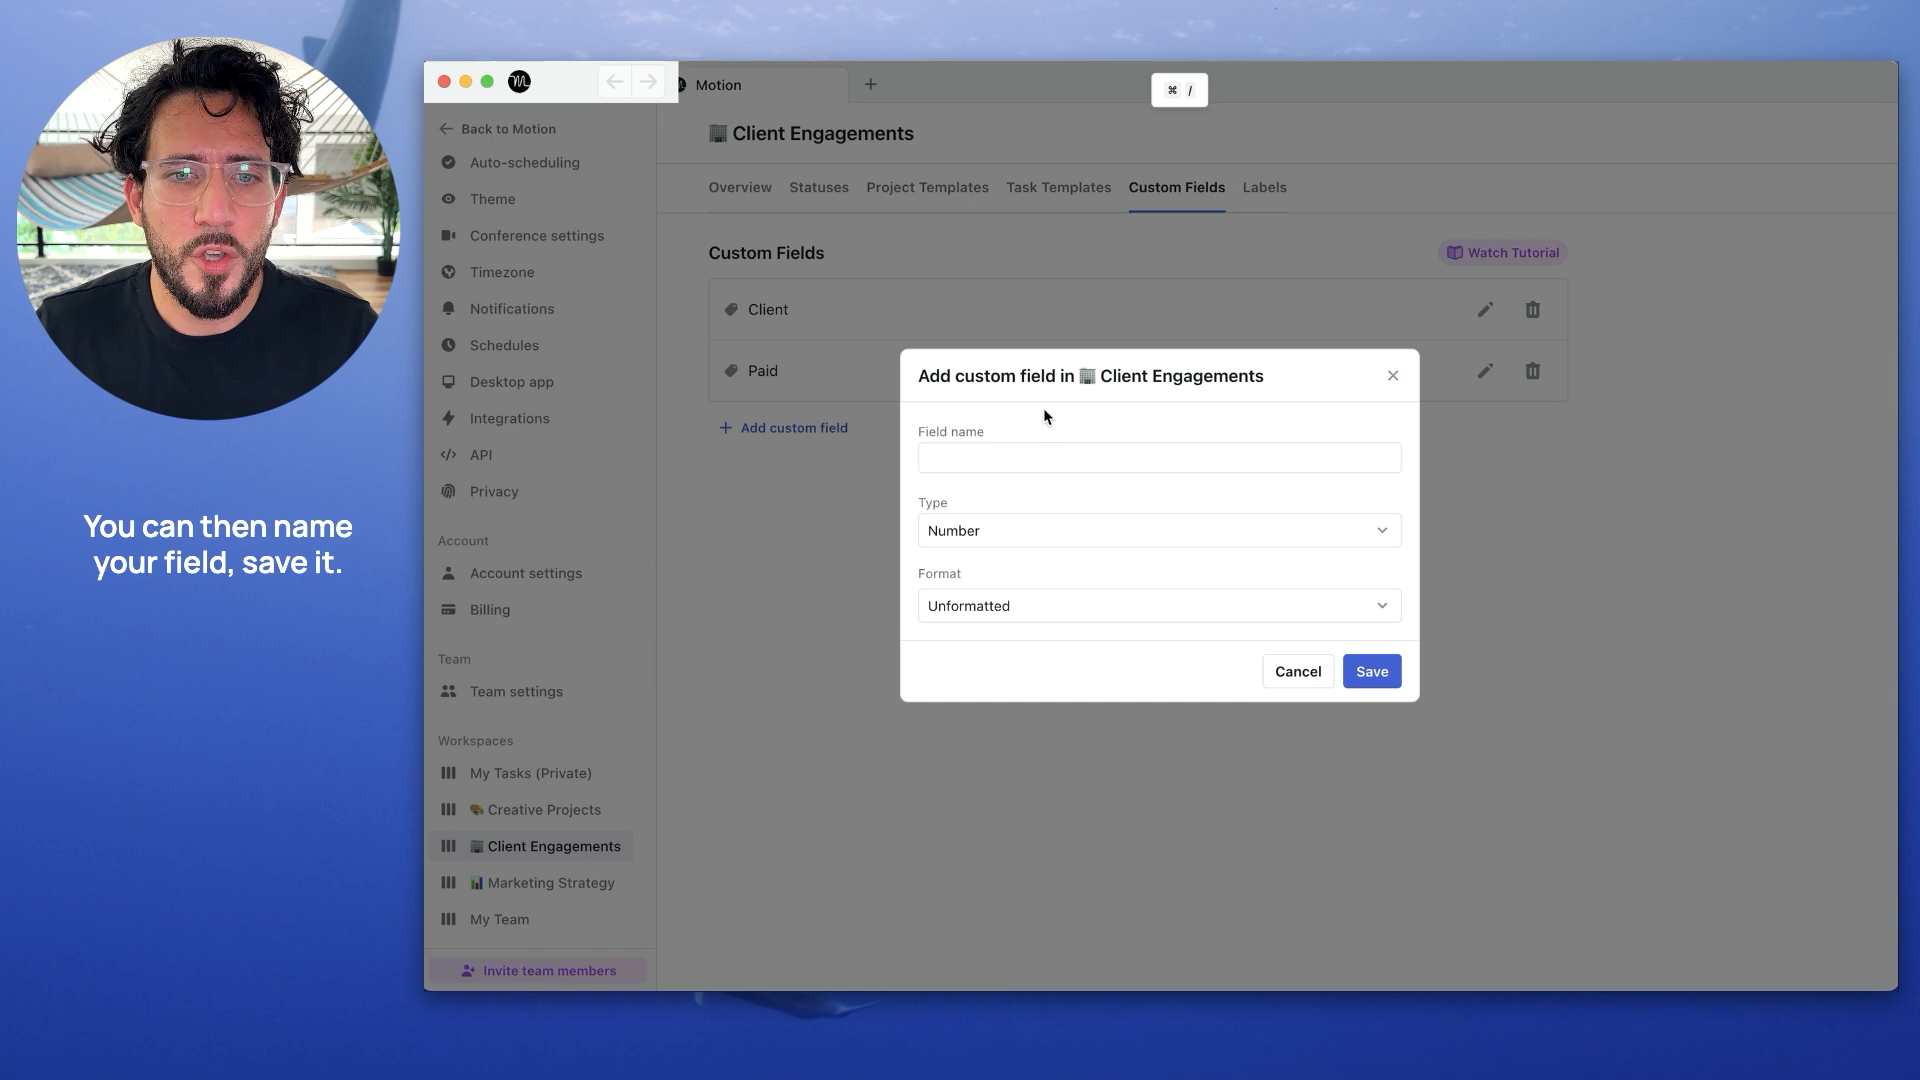 Motion
⌘ /
Back to Motion
Auto-scheduling
Theme
Conference settings
Timezone
Notifications
Schedules
Desktop app
Integrations
API
Privacy
Account
Account settings
Billing
Team
Team settings
Workspaces
My Tasks (Private)
🎨 Creative Projects
🏢 Client Engagements
📊 Marketing Strategy
My Team
Invite team members
🏢 Client Engagements
Overview Statuses Project Templates Task Templates Custom Fields Labels
Custom Fields
Watch Tutorial
Client
Paid
Add custom field
Add custom field in 🏢 Client Engagements
Field name
Type
Number
Format
Unformatted
Cancel Save
You can then name
your field, save it.